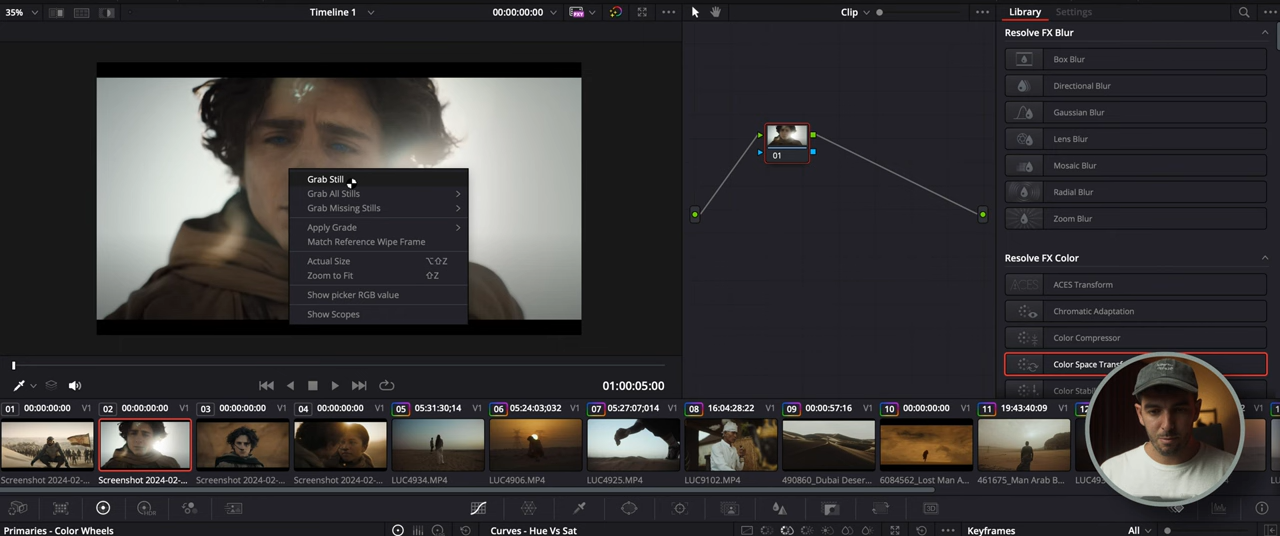 35%
Timeline 1
00:00:00:00
FXY
Clip
Library
Settings
Resolve FX Blur
Box Blur
Directional Blur
Gaussian Blur
Lens Blur
Mosaic Blur
Radial Blur
Zoom Blur
Resolve FX Color
ACES
ACES Transform
Chromatic Adaptation
Color Compressor
Color Space Transf
Color Stab
01
Grab Still
Grab All Stills
Grab Missing Stills
Apply Grade
Match Reference Wipe Frame
Actual Size ⌥⇧Z
Zoom to Fit ⇧Z
Show picker RGB value
Show Scopes
01:00:05:00
01 00:00:00:00 V1
02 00:00:00:00 V1
03 00:00:00:00 V1
04 00:00:00:00 V1
05 05:31:30;14 V1
06 05:24:03;032 V1
07 05:27:07;014 V1
08 16:04:28:22 V1
09 00:00:57:16 V1
10 00:00:00:00 V1
11 19:43:40:09 V1
Screenshot 2024-02-...
Screenshot 2024-02-...
Screenshot 2024-02-...
Screenshot 2024-02-...
LUC4934.MP4
LUC4906.MP4
LUC4925.MP4
LUC9102.MP4
490860_Dubai Deser...
6084562_Lost Man A...
461675_Man Arab B...
HDR
3D
Primaries - Color Wheels
Curves - Hue Vs Sat
Keyframes
All